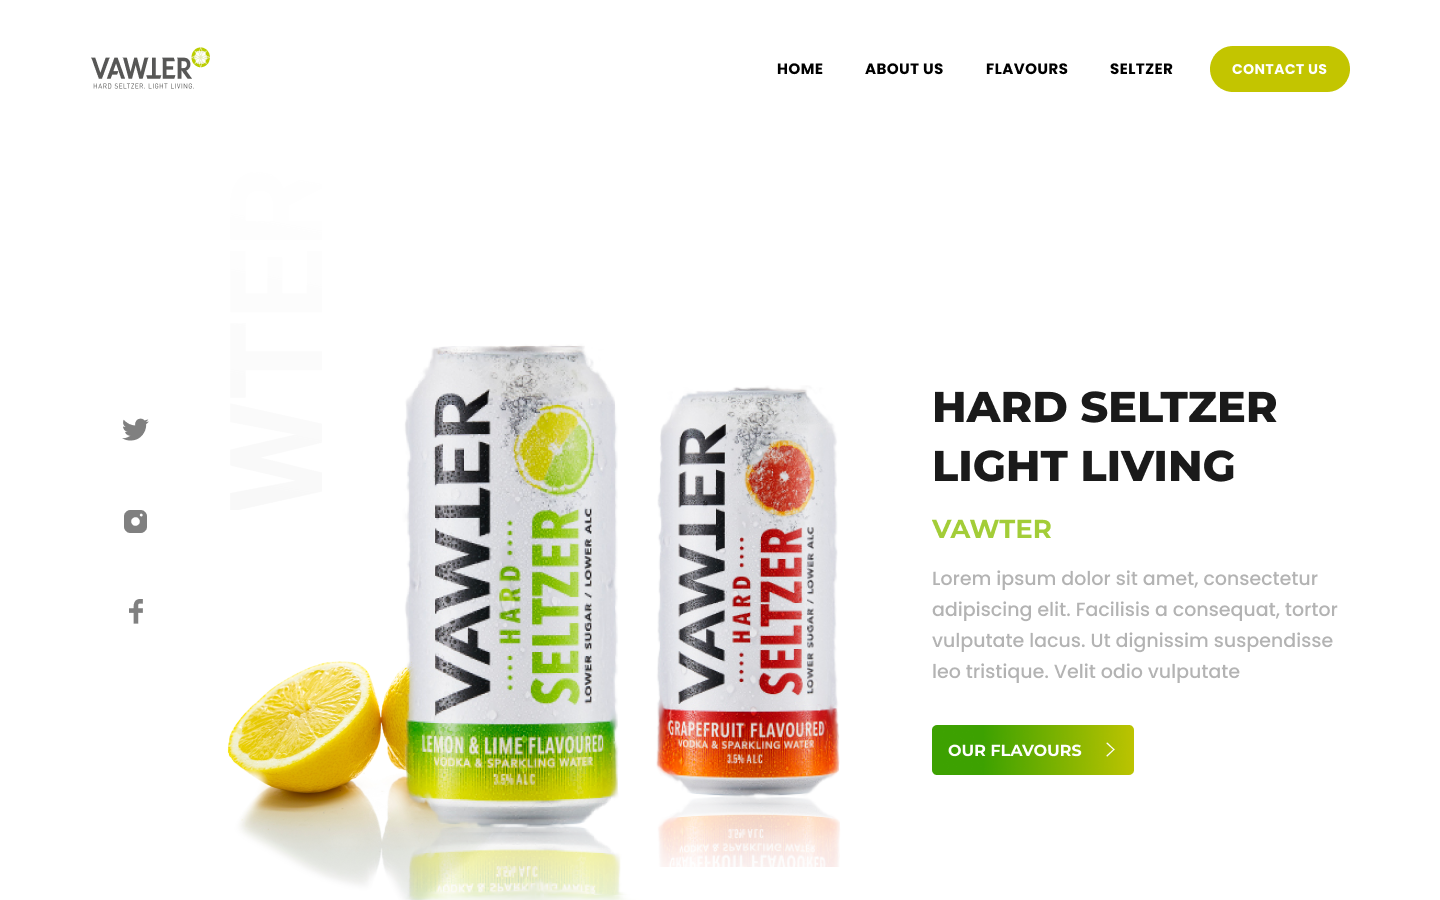 VAWTER
HARD SELTZER. LIGHT LIVING.
HOME
ABOUT US
FLAVOURS
SELTZER
CONTACT US
WTER
VAWTER
HARD
SELTZER
LOWER SUGAR / LOWER ALC
LEMON & LIME FLAVOURED
VODKA & SPARKLING WATER
3.5% ALC
VAWTER
HARD
SELTZER
LOWER SUGAR / LOWER ALC
GRAPEFRUIT FLAVOURED
VODKA & SPARKLING WATER
3.5% ALC
HARD SELTZER
LIGHT LIVING
VAWTER
Lorem ipsum dolor sit amet, consectetur
adipiscing elit. Facilisis a consequat, tortor
vulputate lacus. Ut dignissim suspendisse
leo tristique. Velit odio vulputate
OUR FLAVOURS